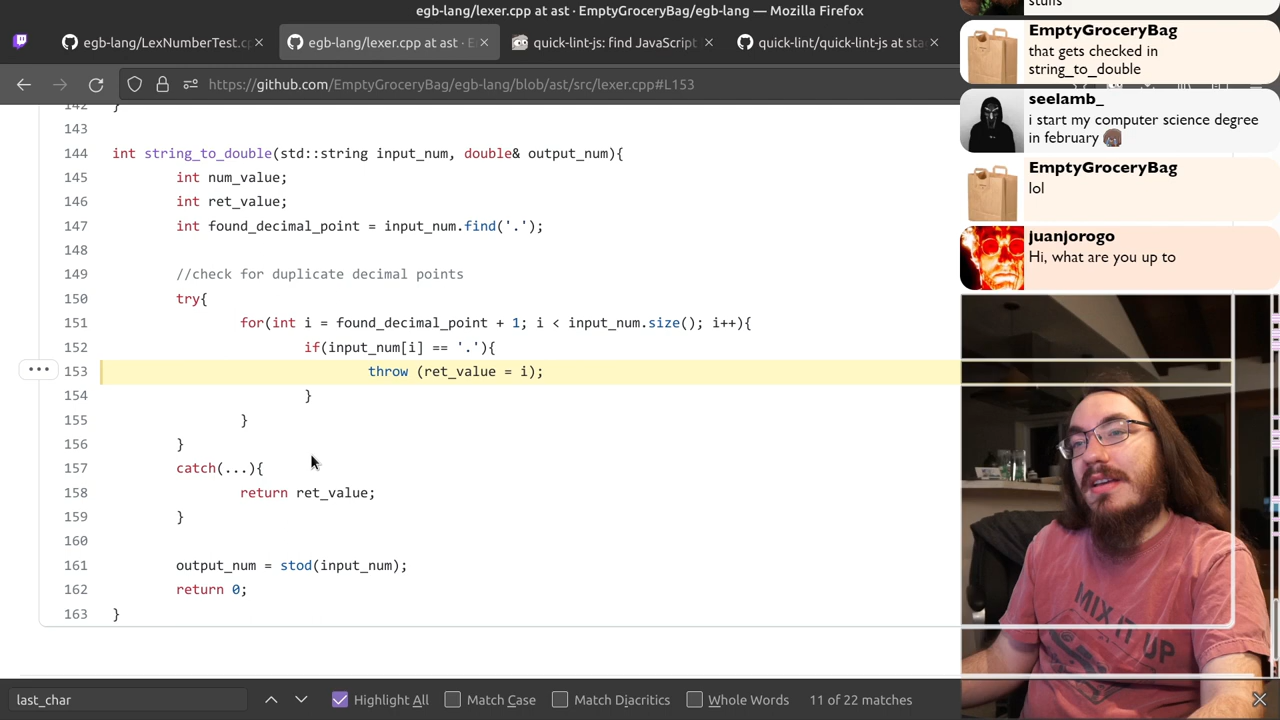 egb-lang/lexer.cpp at ast · EmptyGroceryBag/egb-lang — Mozilla Firefox
egb-lang/LexNumberTest.c
egb-lang/lexer.cpp at ast · E
quick-lint-js: find JavaScript
quick-lint/quick-lint-js at sta
https://github.com/EmptyGroceryBag/egb-lang/blob/ast/src/lexer.cpp#L153
142 }
143
144 int string_to_double(std::string input_num, double& output_num){
145 int num_value;
146 int ret_value;
147 int found_decimal_point = input_num.find('.');
148
149 //check for duplicate decimal points
150 try{
151 for(int i = found_decimal_point + 1; i < input_num.size(); i++){
152 if(input_num[i] == '.'){
153 throw (ret_value = i);
154 }
155 }
156 }
157 catch(...){
158 return ret_value;
159 }
160
161 output_num = stod(input_num);
162 return 0;
163 }
stuffs
EmptyGroceryBag
that gets checked in
string_to_double
seelamb_
i start my computer science degree
in february
EmptyGroceryBag
lol
juanjorogo
Hi, what are you up to
MIX IT UP
last_char
Highlight All
Match Case
Match Diacritics
Whole Words
11 of 22 matches